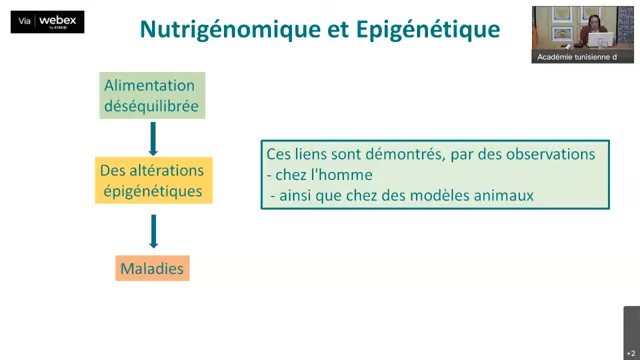 Via webex
by CISCO
Nutrigénomique et Epigénétique
Académie tunisienne d
Alimentation
déséquilibrée
Des altérations
épigénétiques
Maladies
Ces liens sont démontrés, par des observations
- chez l'homme
- ainsi que chez des modèles animaux
+2